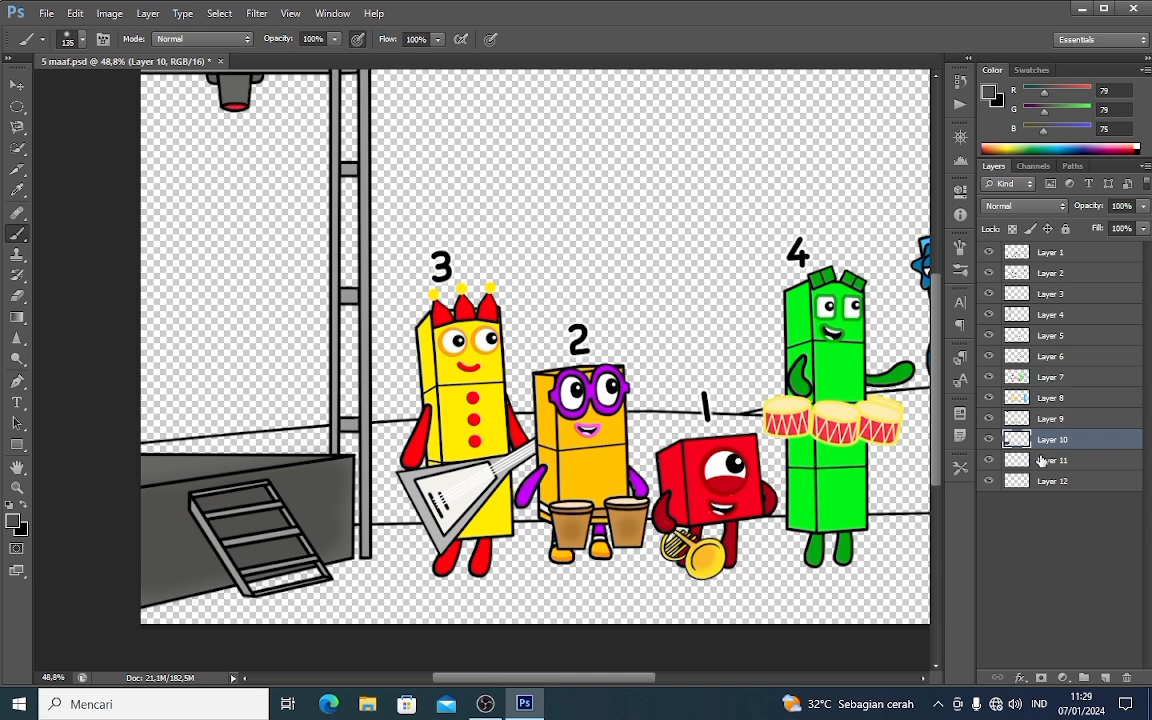 Ps File Edit Image Layer Type Select Filter View Window Help
135 Mode: Normal Opacity: 100% Flow: 100% Essentials
5 maaf.psd @ 48,8% (Layer 10, RGB/16) * ×
Color Swatches
R 79
G 79
B 75
Layers Channels Paths
Kind
Normal Opacity: 100%
Lock: Fill: 100%
Layer 1
Layer 2
Layer 3
Layer 4
Layer 5
Layer 6
Layer 7
Layer 8
Layer 9
Layer 10
Layer 12
4
3
2
1
48,8% Doc: 21,1M/182,5M
Mencari
Ps
32°C Sebagian cerah
IND
11:29
07/01/2024